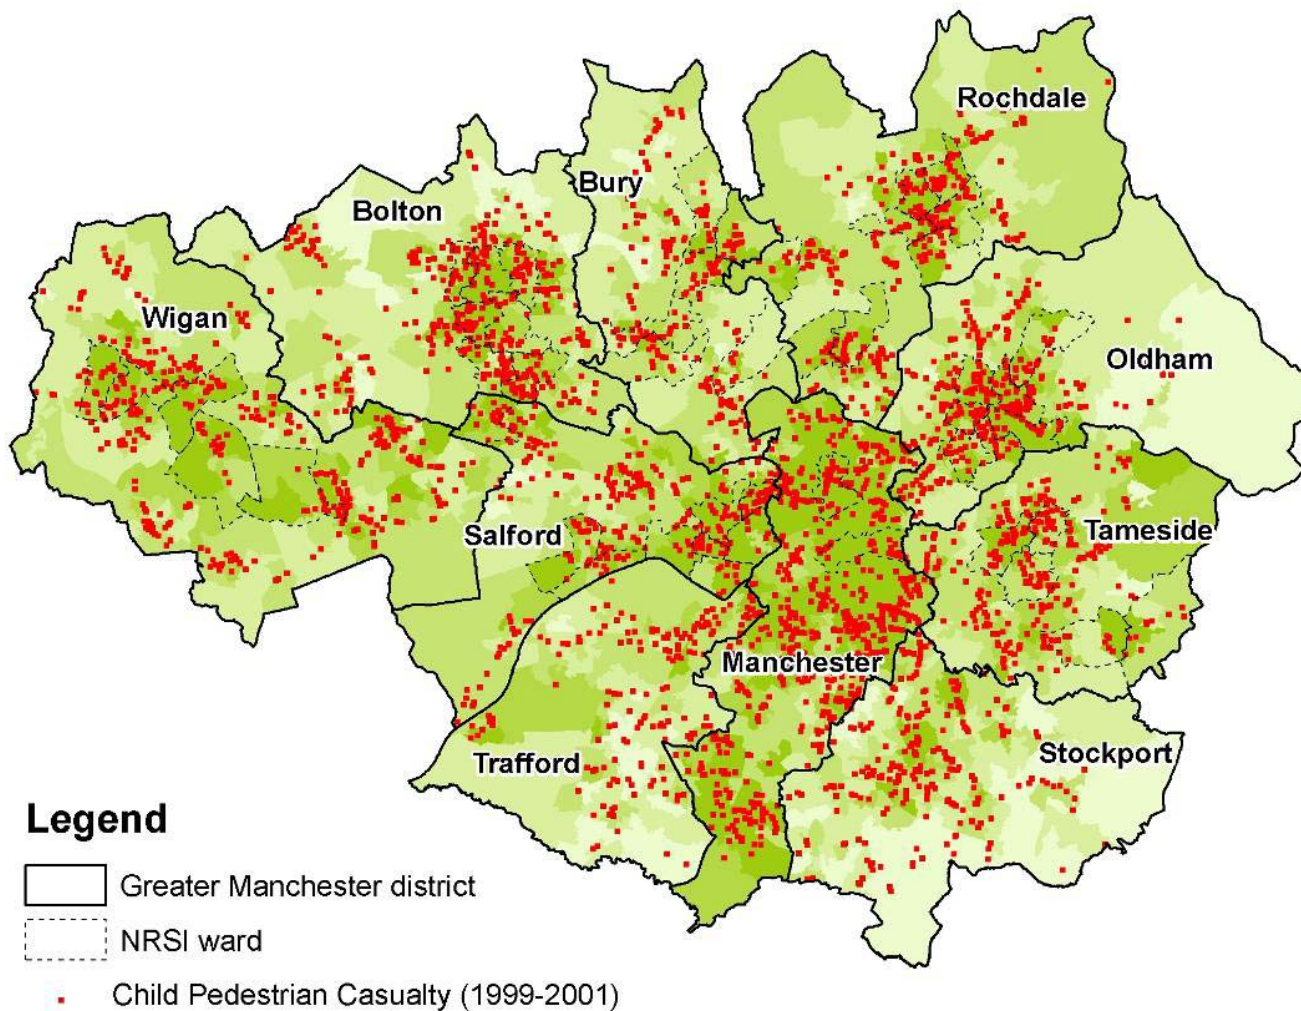 Rochdale
Bury
Bolton
Wigan
Oldham
Salford
Tameside
Manchester
Trafford
Stockport
Legend
Greater Manchester district
NRSI ward
Child Pedestrian Casualty (1999-2001)